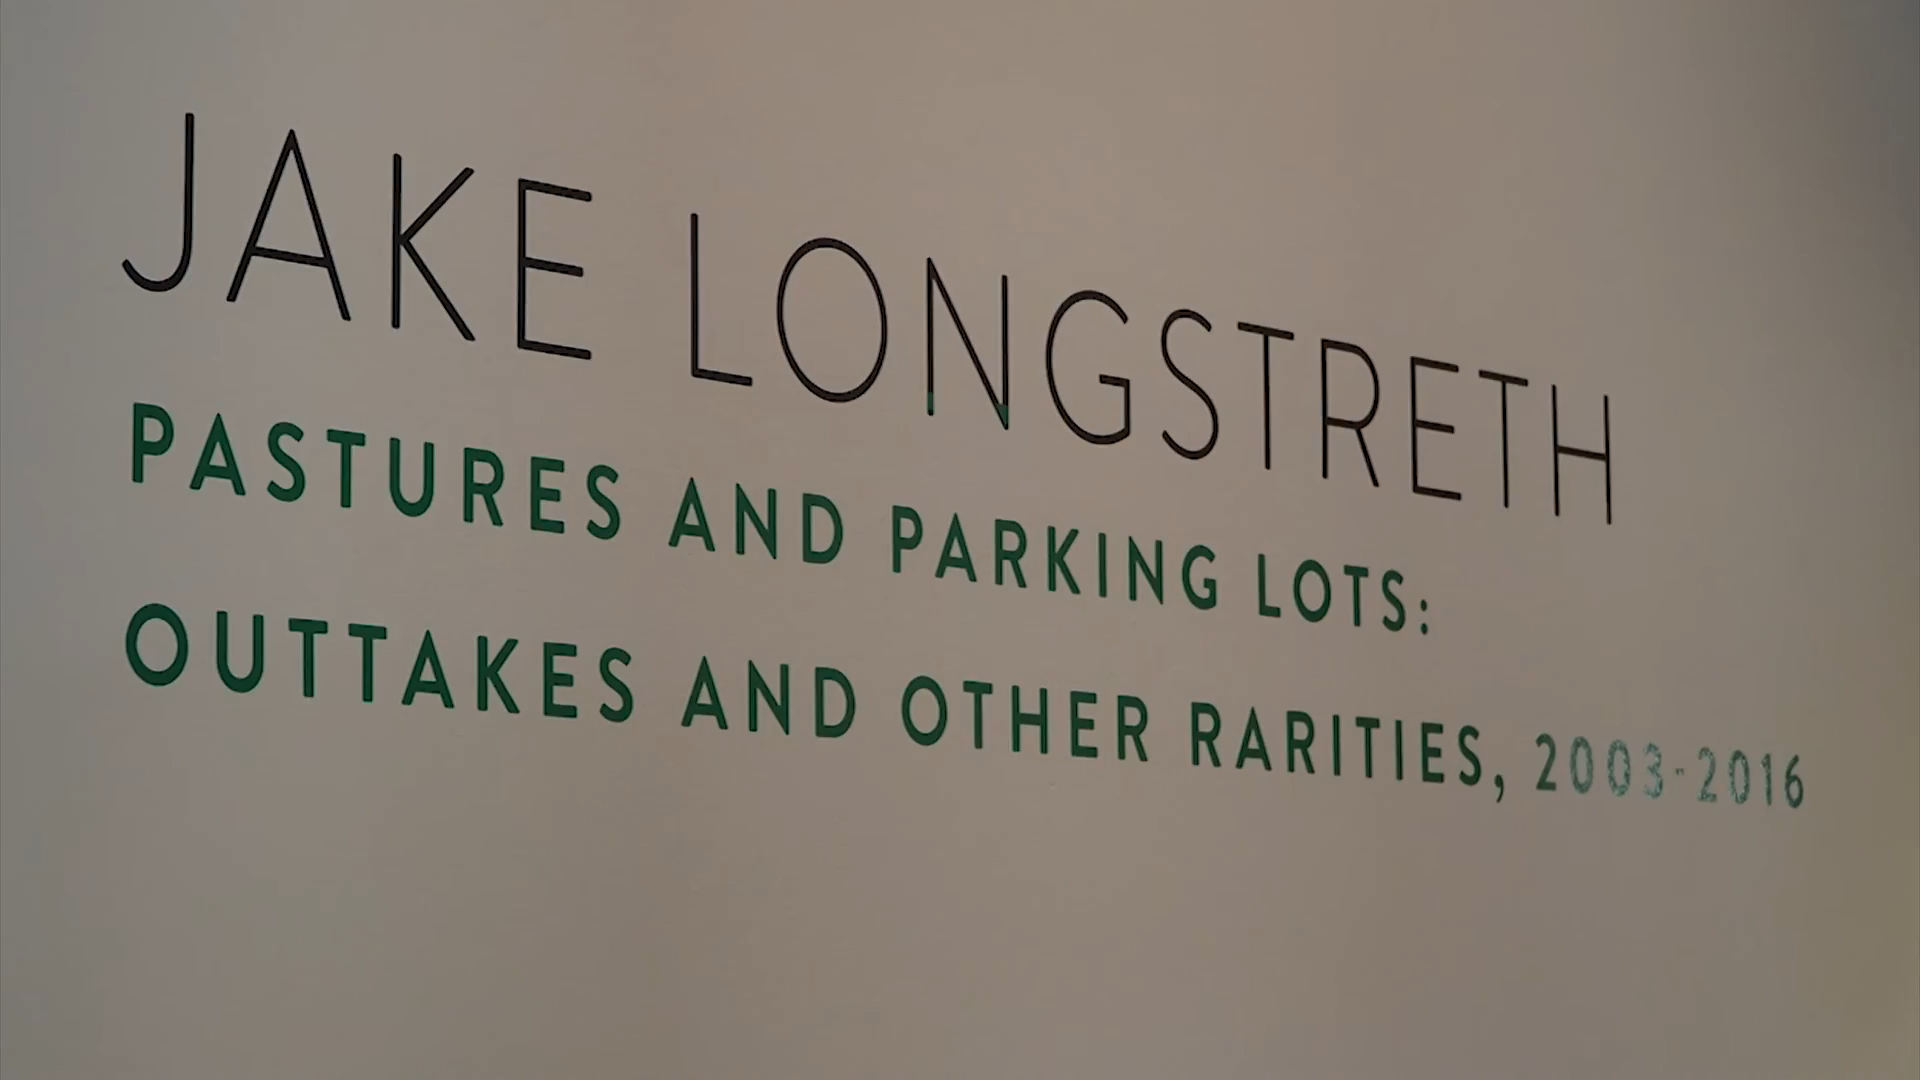 JAKE LONGSTRETH
PASTURES AND PARKING LOTS:
OUTTAKES AND OTHER RARITIES, 2003-2016